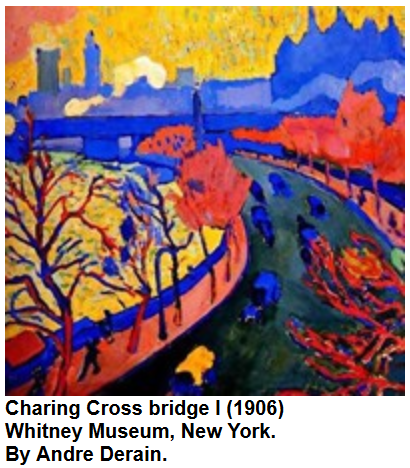 Charing Cross bridge I (1906)
Whitney Museum, New York.
By Andre Derain.